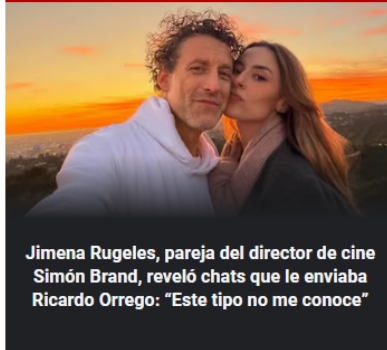 Jimena Rugeles, pareja del director de cine
Simón Brand, reveló chats que le enviaba
Ricardo Orrego: “Este tipo no me conoce”